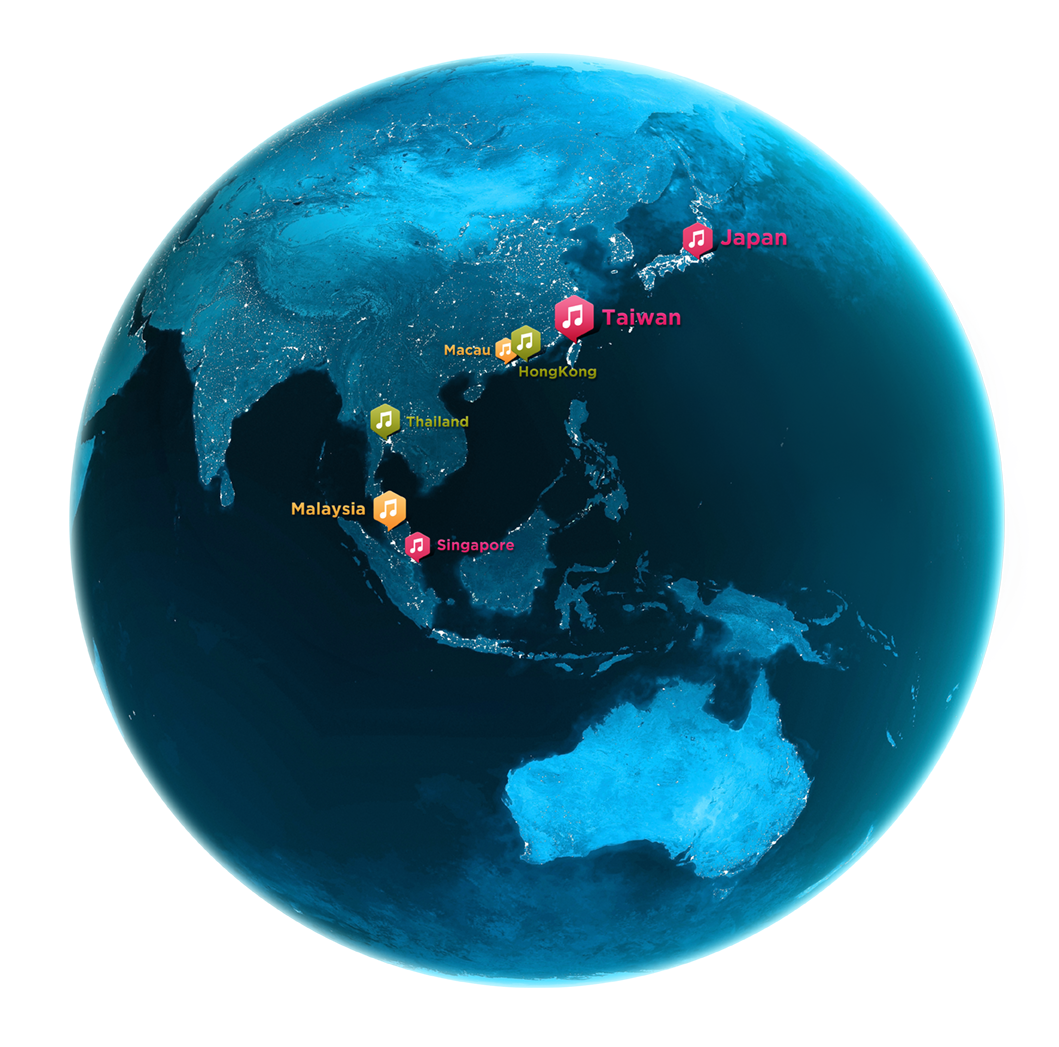 Japan
Taiwan
Macau
HongKong
Thailand
Malaysia
Singapore